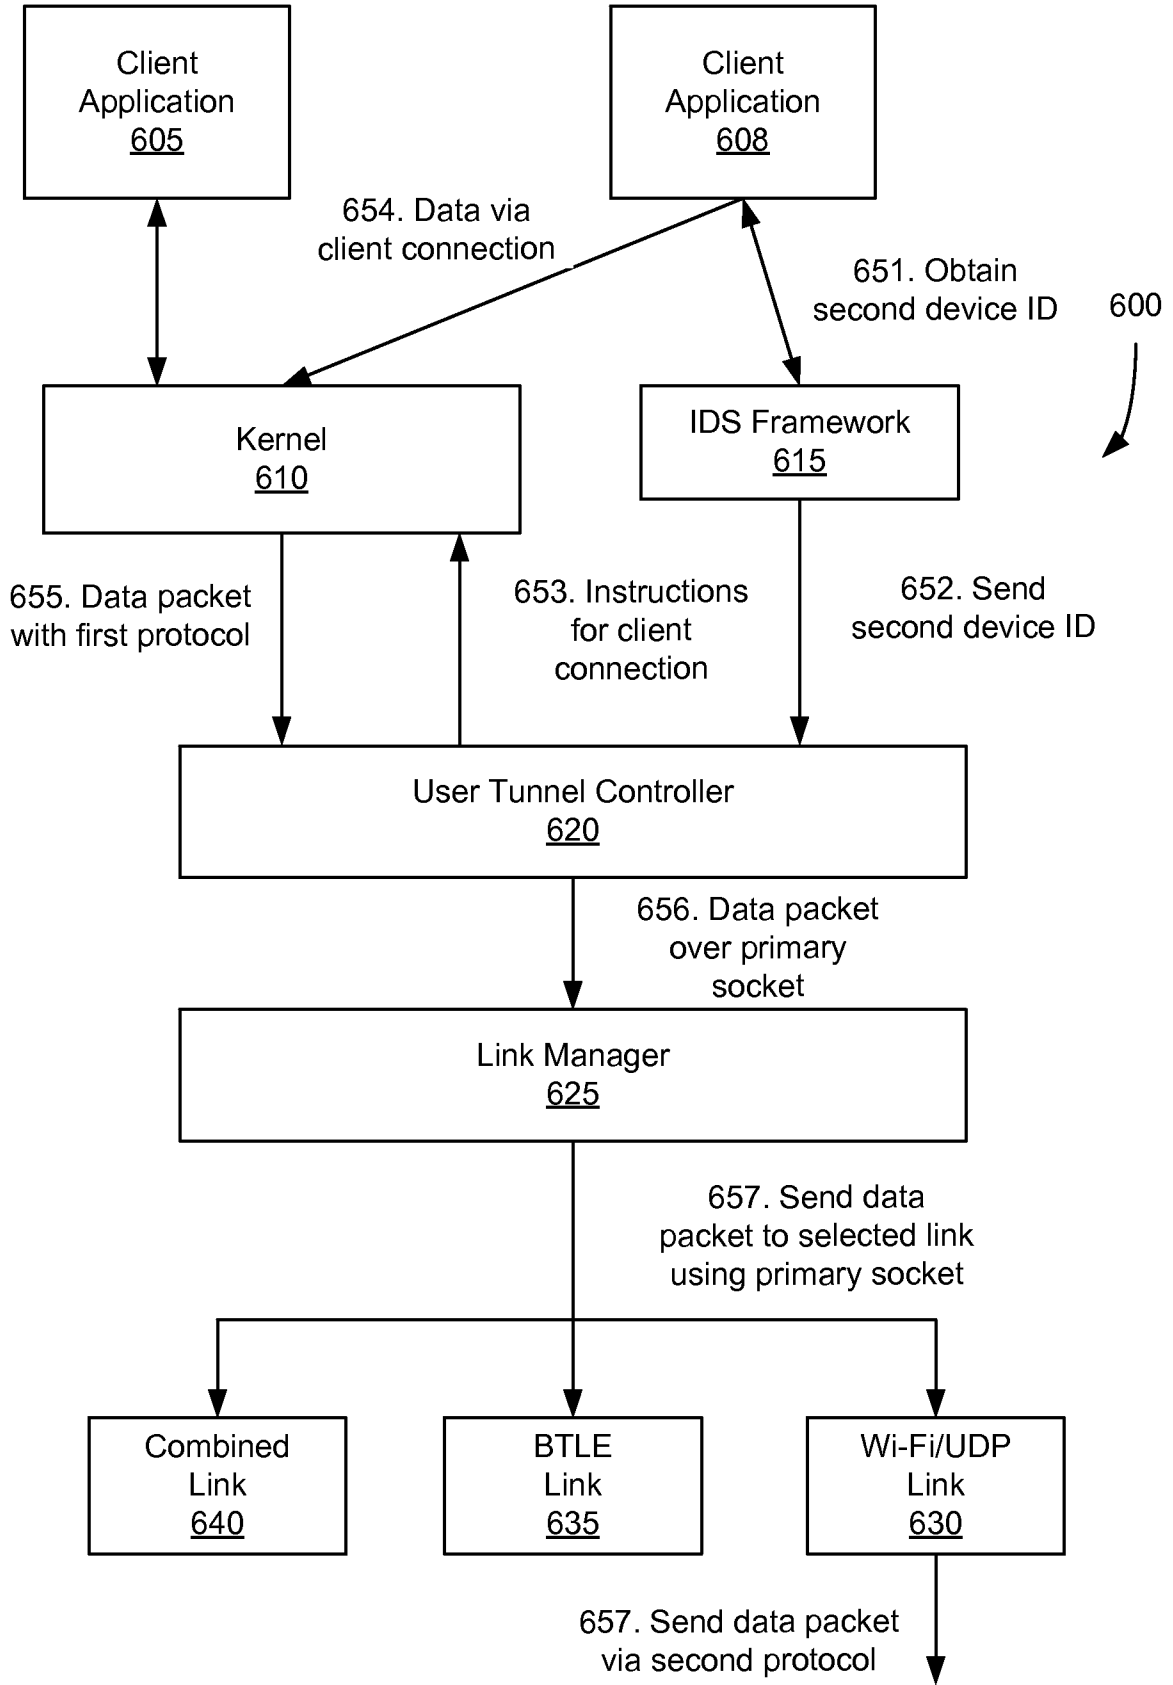 Client
Application
605
Client
Application
608
654. Data via
client connection
651. Obtain
second device ID
600
Kernel
610
IDS Framework
615
655. Data packet
with first protocol
653. Instructions
for client
connection
652. Send
second device ID
User Tunnel Controller
620
656. Data packet
over primary
socket
Link Manager
625
657. Send data
packet to selected link
using primary socket
Combined
Link
640
BTLE
Link
635
Wi-Fi/UDP
Link
630
657. Send data packet
via second protocol